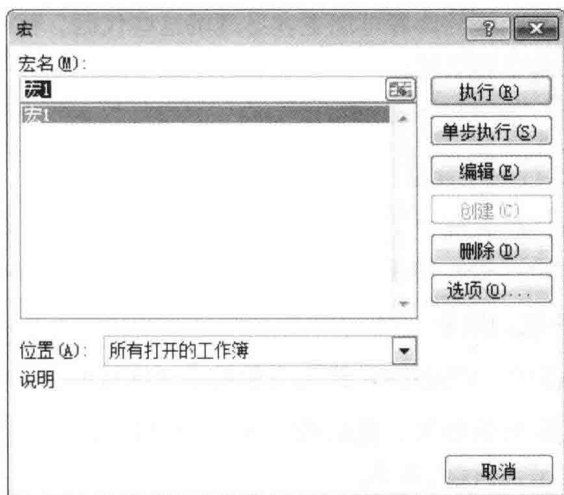 宏
宏名(M):
宏1
宏1
执行(R)
单步执行(S)
编辑(E)
创建(C)
删除(D)
选项(O)...
位置(A): 所有打开的工作簿
说明
取消